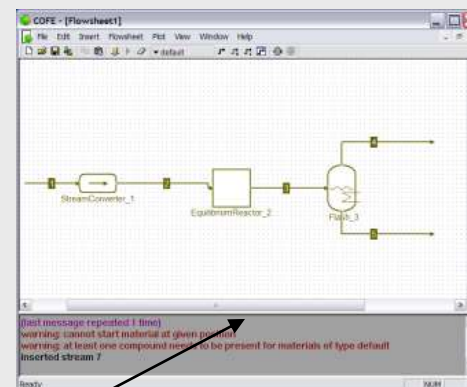 COFE - [Flowsheet1]
File Edit Insert Flowsheet Plot View Window Help
default
4
1
2
3
StreamConverter_1
EquilibriumReactor_2
Flash_3
5
(last message repeated 1 time)
warning: cannot start material at given position
warning: at least one compound needs to be present for materials of type default
inserted stream 7
Ready
NUM